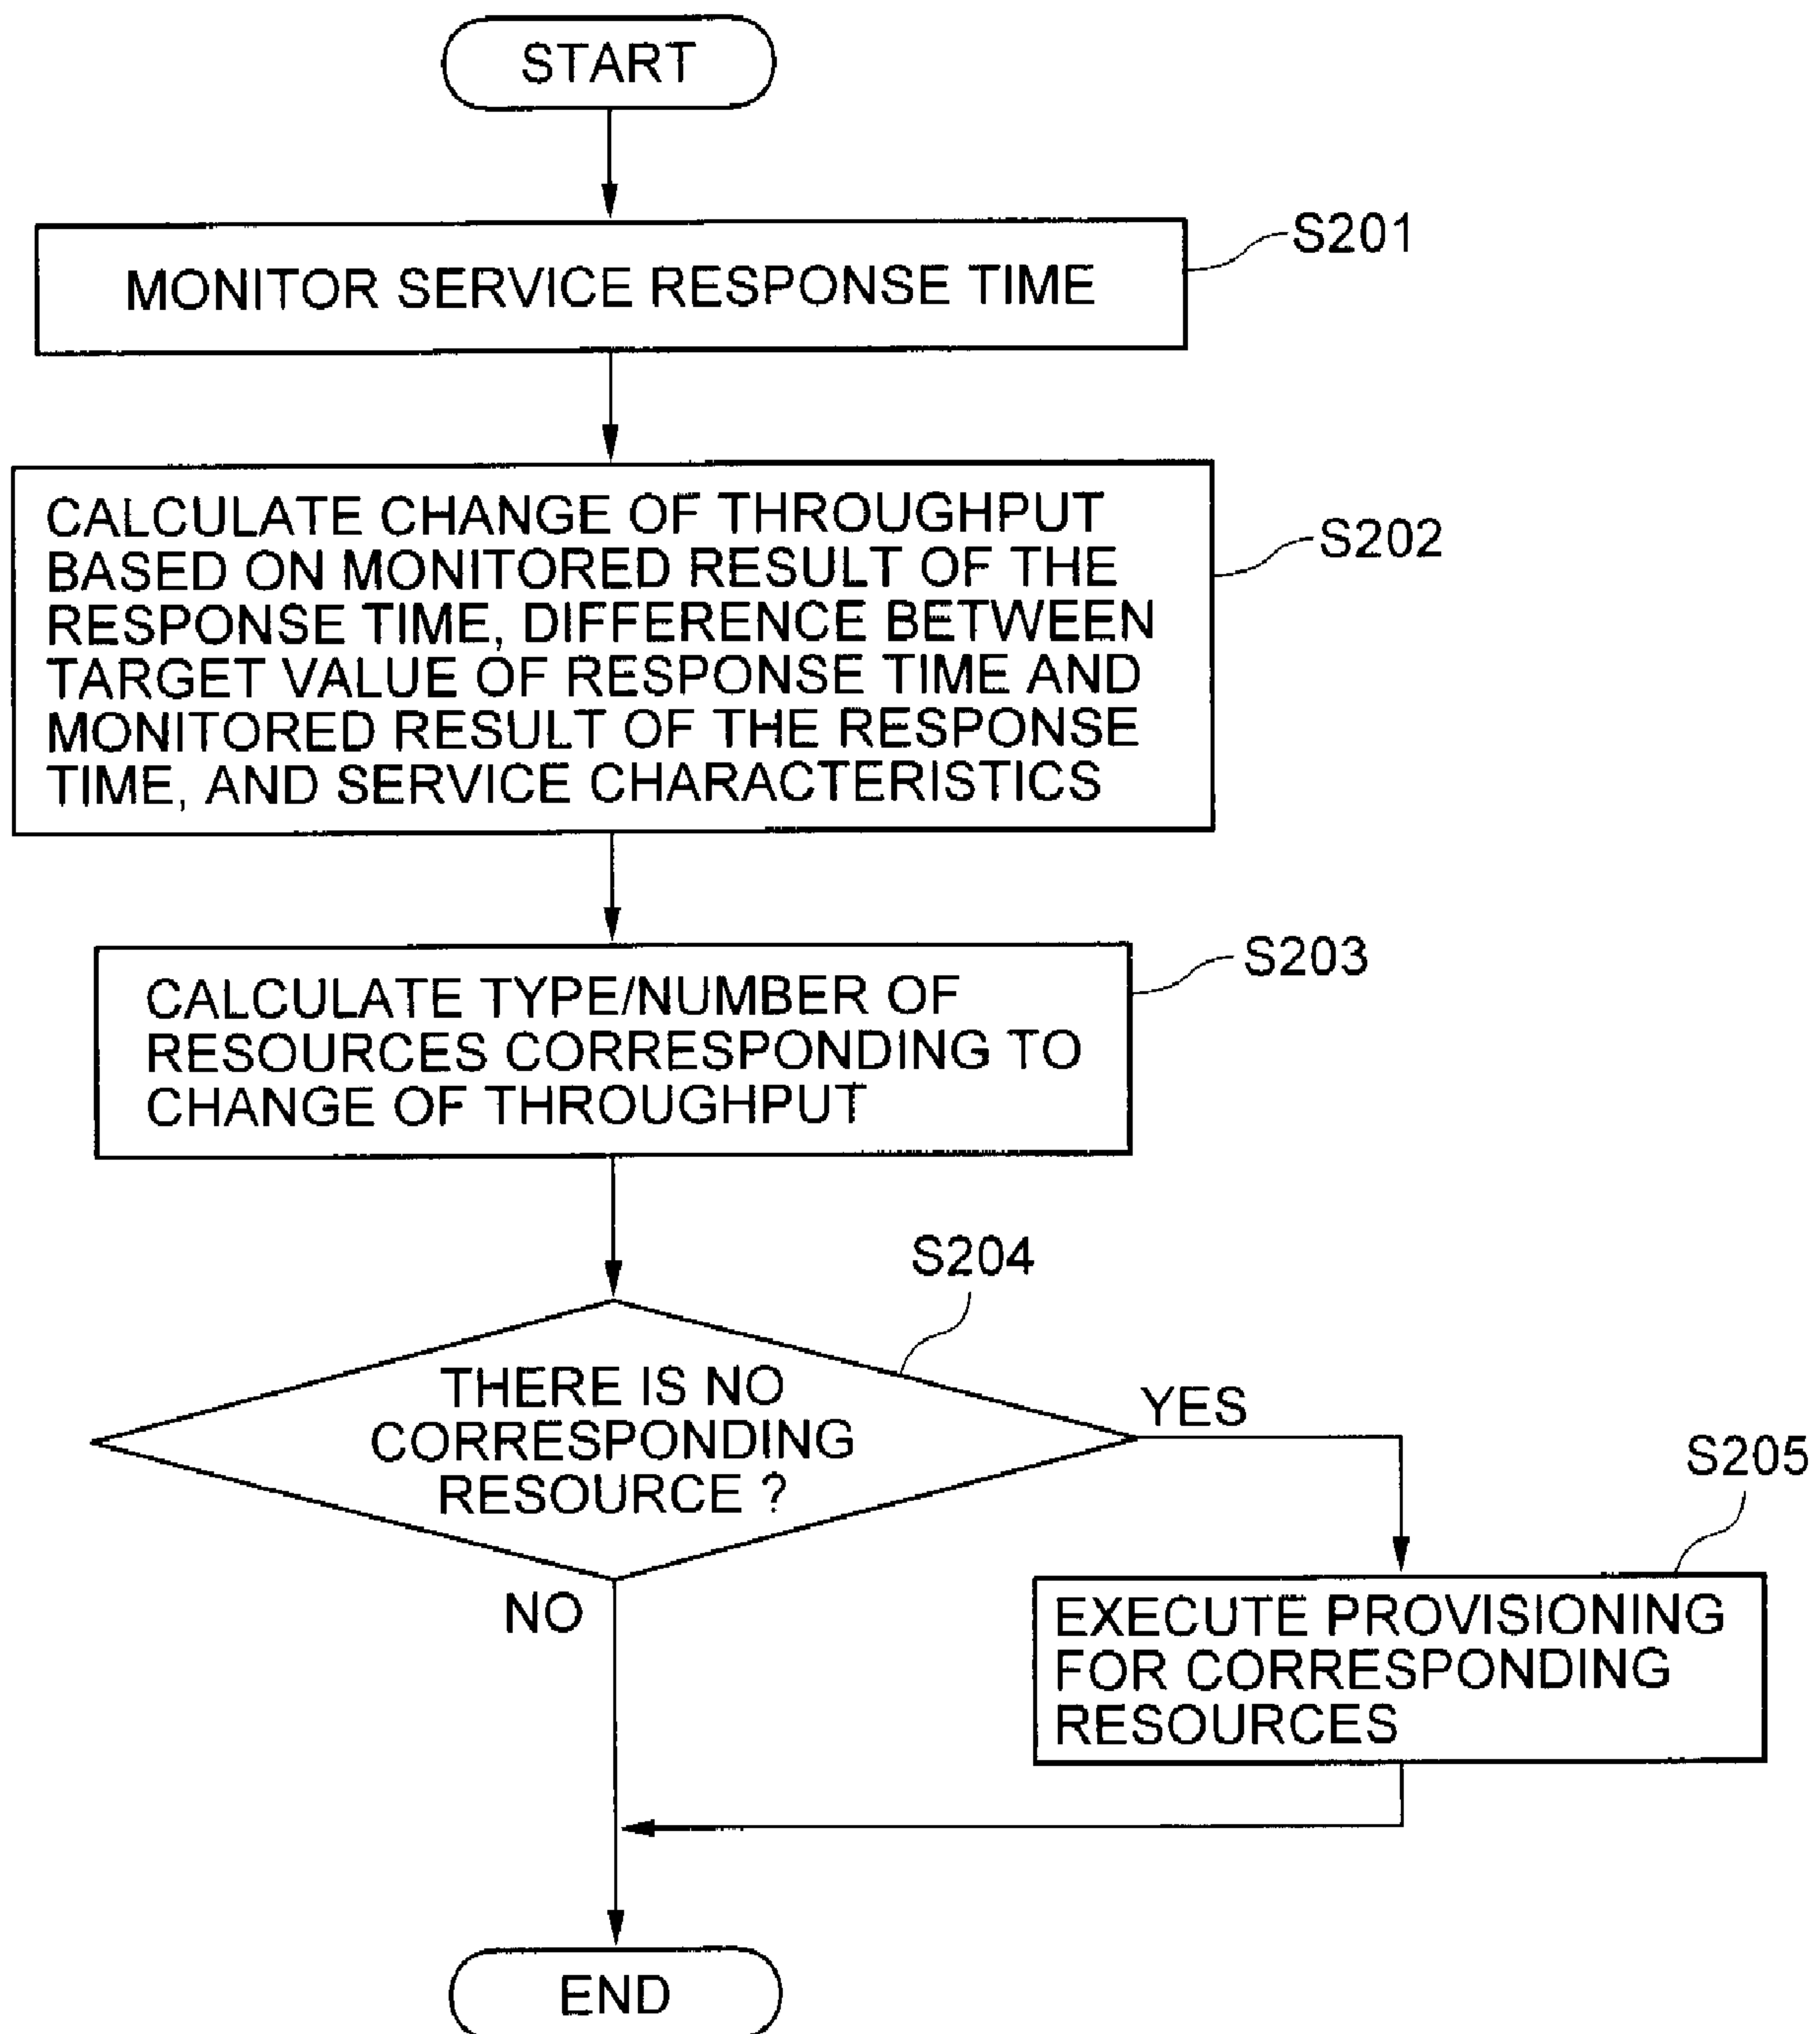 START
S201
MONITOR SERVICE RESPONSE TIME
S202
CALCULATE CHANGE OF THROUGHPUT
BASED ON MONITORED RESULT OF THE
RESPONSE TIME, DIFFERENCE BETWEEN
TARGET VALUE OF RESPONSE TIME AND
MONITORED RESULT OF THE RESPONSE
TIME, AND SERVICE CHARACTERISTICS
S203
CALCULATE TYPE/NUMBER OF
RESOURCES CORRESPONDING TO
CHANGE OF THROUGHPUT
S204
THERE IS NO
CORRESPONDING
RESOURCE ?
YES
S205
NO
EXECUTE PROVISIONING
FOR CORRESPONDING
RESOURCES
END